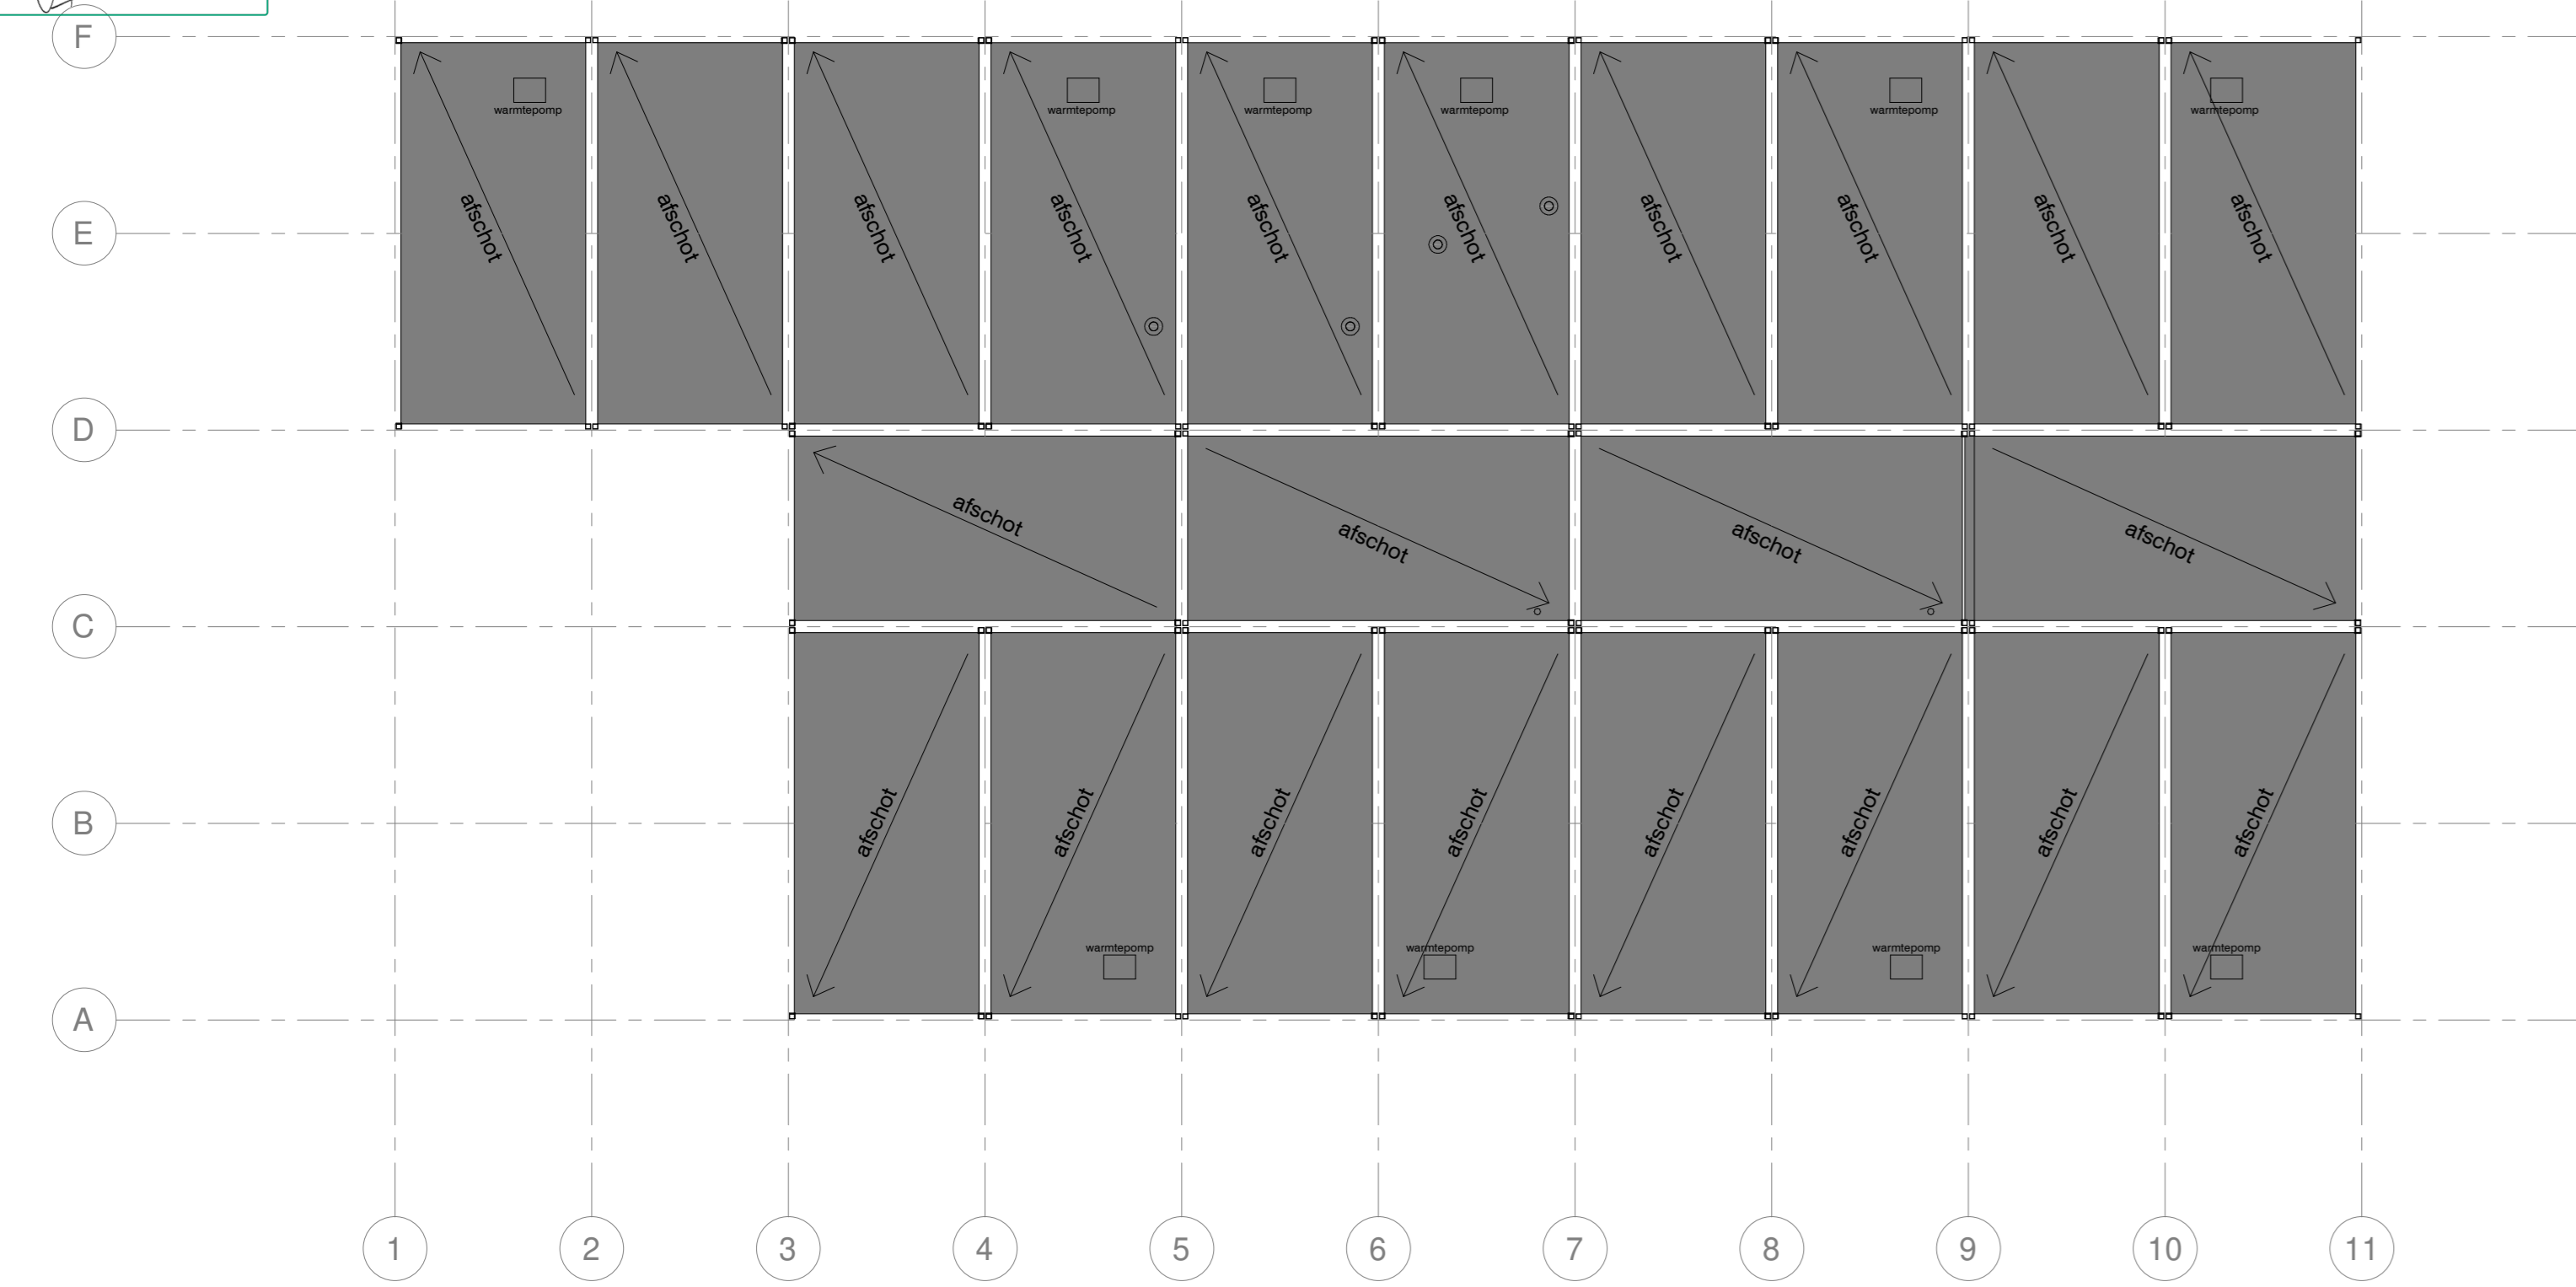 F
warmtepomp warmtepomp warmtepomp warmtepomp warmtepomp warmtepomp
E
afschot afschot afschot afschot afschot afschot afschot afschot afschot afschot
D
afschot afschot afschot afschot
C
B
afschot afschot afschot afschot afschot afschot afschot afschot
warmtepomp warmtepomp warmtepomp warmtepomp
A
1 2 3 4 5 6 7 8 9 10 11